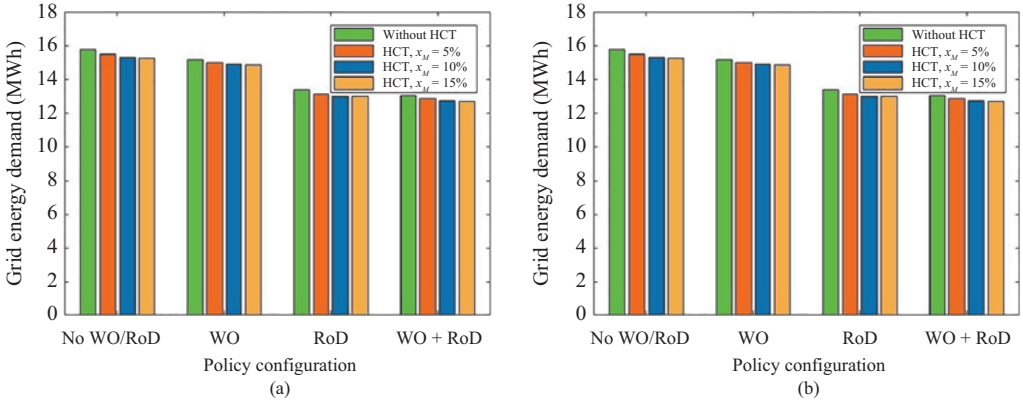 Grid energy demand (MWh)
18
16
14
12
10
8
6
4
2
0
Without HCT
HCT, x_M = 5%
HCT, x_M = 10%
HCT, x_M = 15%
No WO/RoD
WO
RoD
WO + RoD
Policy configuration
(a)
Grid energy demand (MWh)
18
16
14
12
10
8
6
4
2
0
Without HCT
HCT, x_M = 5%
HCT, x_M = 10%
HCT, x_M = 15%
No WO/RoD
WO
RoD
WO + RoD
Policy configuration
(b)